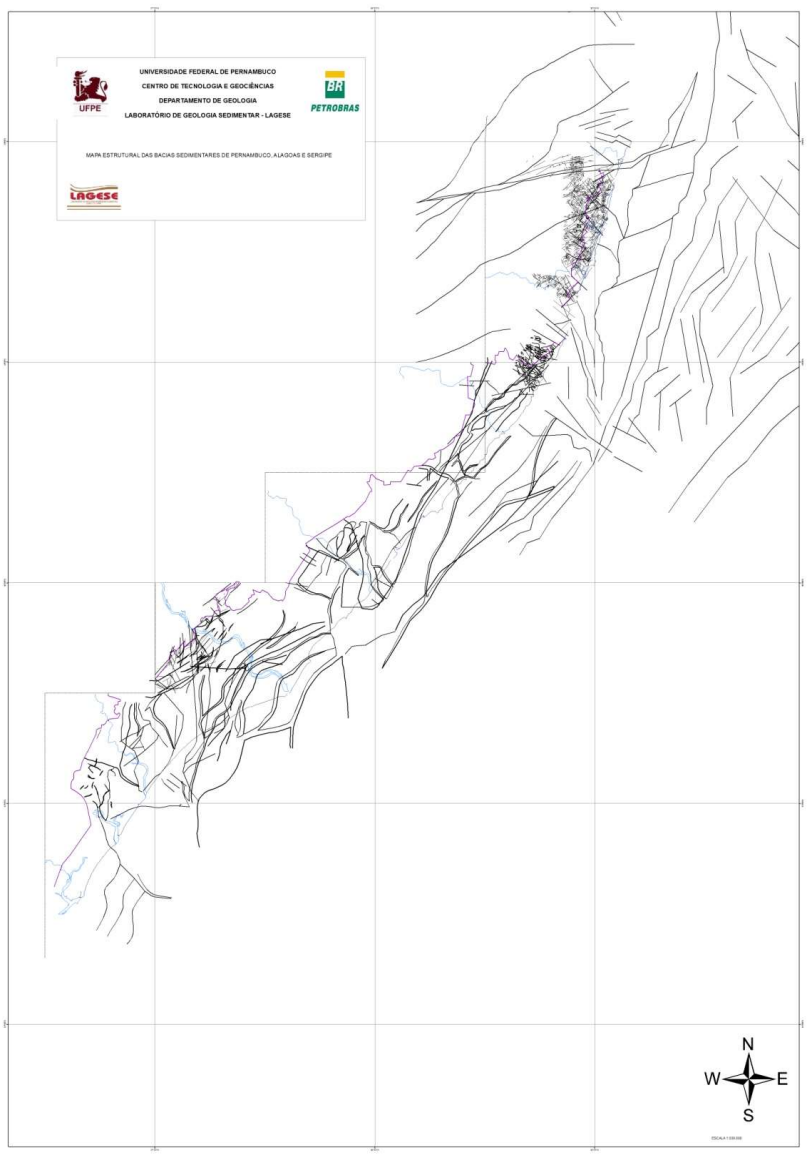 UNIVERSIDADE FEDERAL DE PERNAMBUCO
CENTRO DE TECNOLOGIA E GEOCIÊNCIAS
DEPARTAMENTO DE GEOLOGIA
LABORATÓRIO DE GEOLOGIA SEDIMENTAR - LAGESE
UFPE
BR
PETROBRAS
MAPA ESTRUTURAL DAS BACIAS SEDIMENTARES DE PERNAMBUCO, ALAGOAS E SERGIPE
LAGESE
N
W E
S
ESCALA